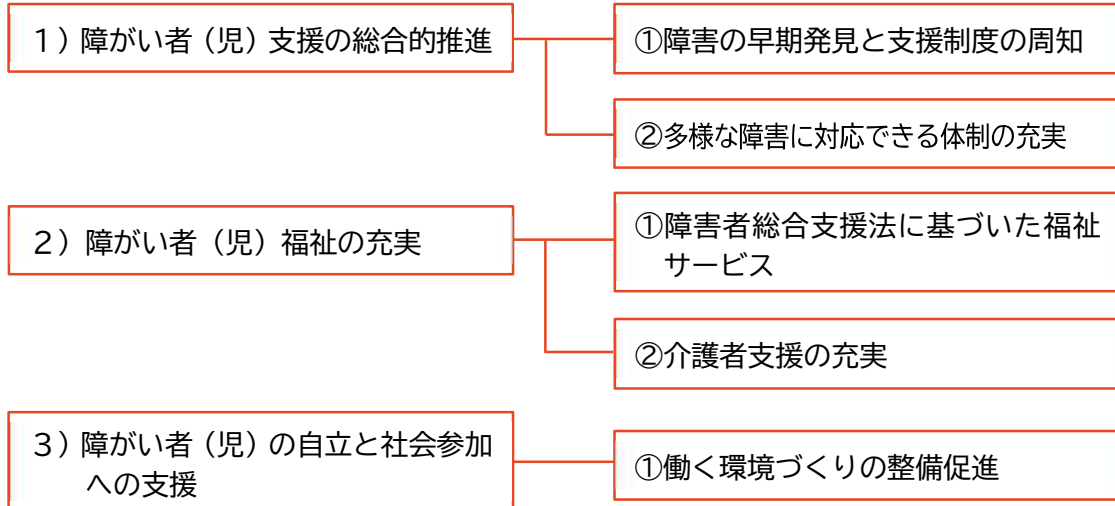 １）障がい者（児）支援の総合的推進
①障害の早期発見と支援制度の周知
②多様な障害に対応できる体制の充実
２）障がい者（児）福祉の充実
①障害者総合支援法に基づいた福祉
サービス
②介護者支援の充実
３）障がい者（児）の自立と社会参加
への支援
①働く環境づくりの整備促進